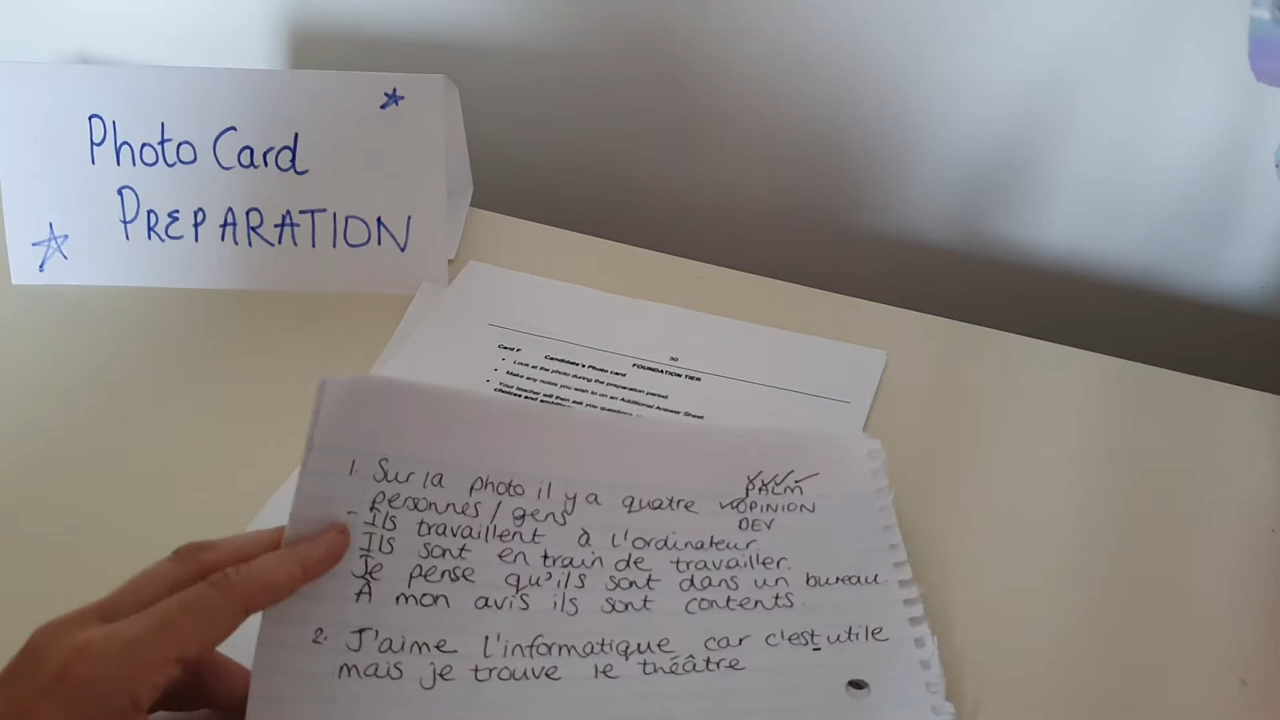 Photo Card
PREPARATION
50
Card F Candidate's Photo card FOUNDATION TIER
• Look at the photo during the preparation period.
• Make any notes you wish to on an Additional Answer Sheet.
• Your teacher will then ask you questions
choices and
1. Sur la photo il y a quatre
personnes / gens
- Ils travaillent à l'ordinateur.
Ils sont en train de travailler.
Je pense qu'ils sont dans un bureau.
À mon avis ils sont contents.
PALM
OPINION
DEV
2. J'aime l'informatique car c'est utile
mais je trouve le théâtre